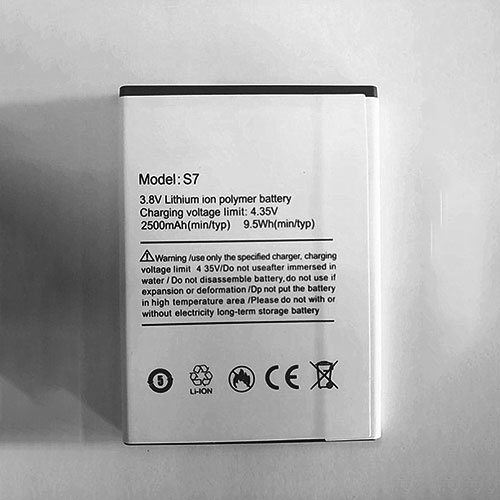 Model: S7
3.8V Lithium ion polymer battery
Charging voltage limit: 4.35V
2500mAh(min/typ) 9.5Wh(min/typ)
⚠Warning /use only the specified charger, charging
voltage limit 4 35V/Do not useafter immersed in
water / Do not disassemble battery,do not use if
expansion or deformation /Dp not put the battery
in high temperature area /Please do not with or
without electricity long-term storage battery
5
Li-ION
CE